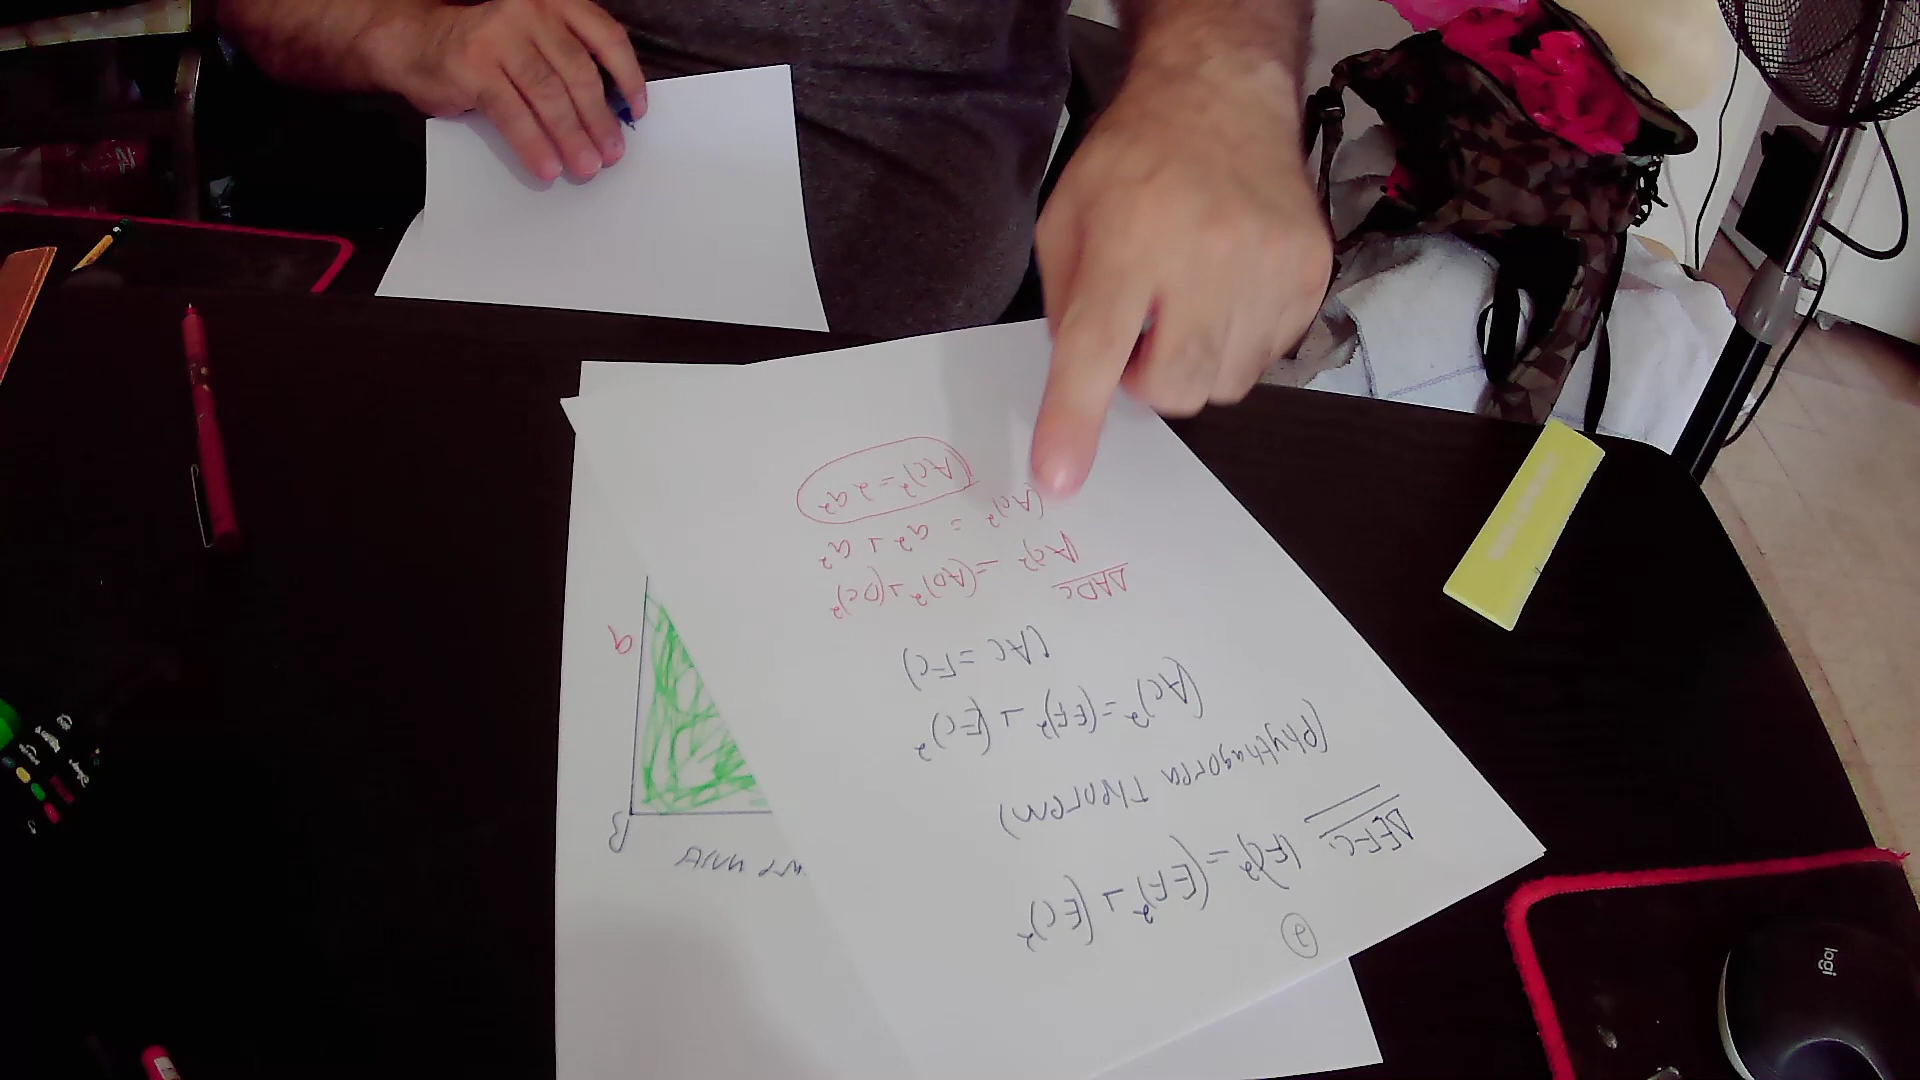 ②
ΔEFC (FC)² = (EF)² + (EC)²
(Phythagorra Theorem)
(AC)² = (EF)² + (EC)²
(AC = FC)
ΔADC
AC)² = (AD)² + (DC)²
(AC)² = a² + a²
(AC)² = 2a²
a
B
logi